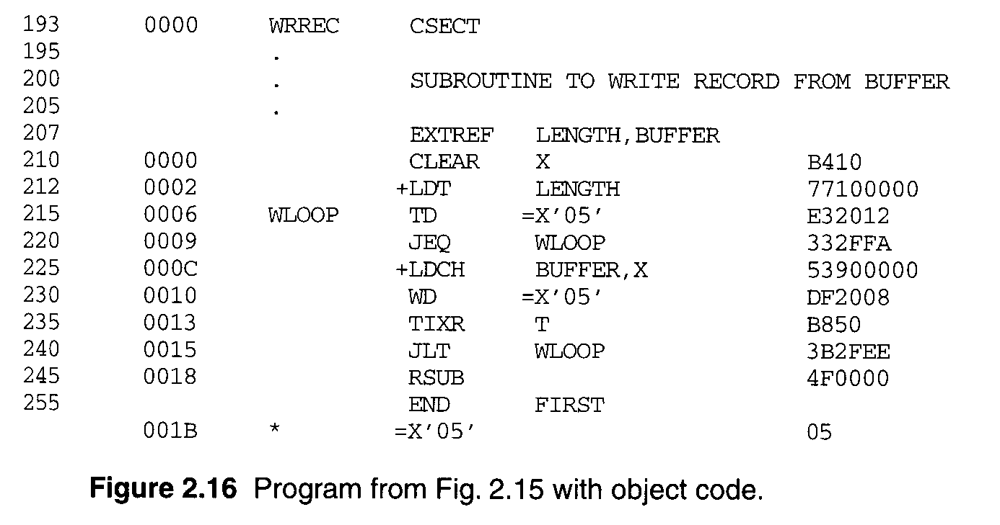 193 0000 WRREC CSECT
195 .
200 . SUBROUTINE TO WRITE RECORD FROM BUFFER
205 .
207 EXTREF LENGTH,BUFFER
210 0000 CLEAR X B410
212 0002 +LDT LENGTH 77100000
215 0006 WLOOP TD =X'05' E32012
220 0009 JEQ WLOOP 332FFA
225 000C +LDCH BUFFER,X 53900000
230 0010 WD =X'05' DF2008
235 0013 TIXR T B850
240 0015 JLT WLOOP 3B2FEE
245 0018 RSUB 4F0000
255 END FIRST
001B * =X'05' 05
Figure 2.16 Program from Fig. 2.15 with object code.